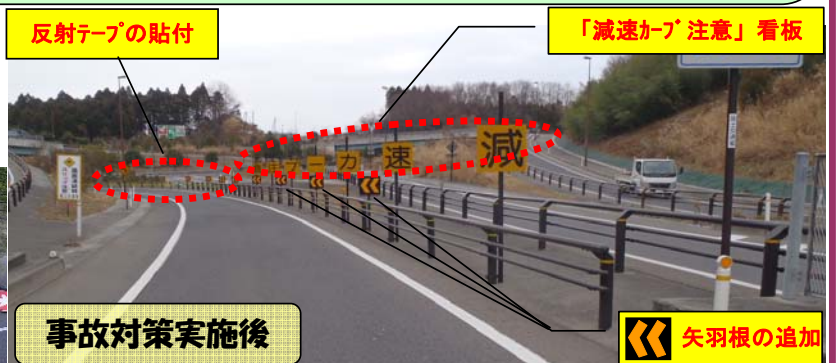 反射テープの貼付
「減速カーブ注意」看板
減
速
カ
ー
ブ
事故対策実施後
矢羽根の追加